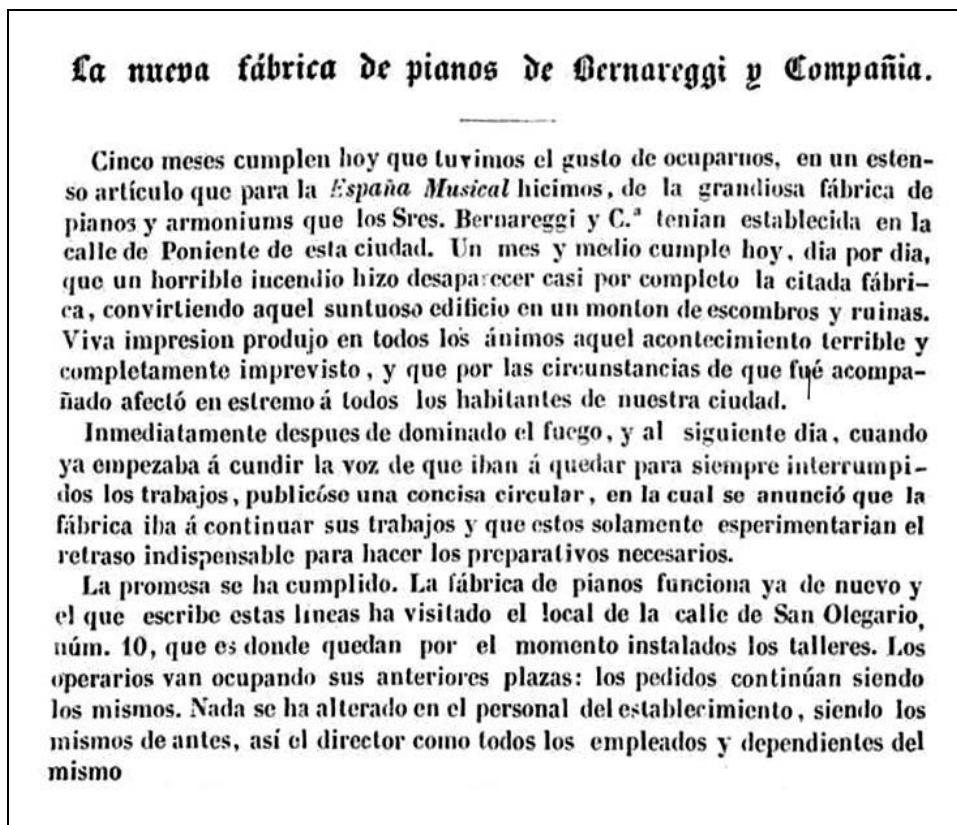 La nueva fábrica de pianos de Bernareggi y Compañia.
Cinco meses cumplen hoy que tuvimos el gusto de ocuparnos, en un esten-
so artículo que para la España Musical hicimos, de la grandiosa fábrica de
pianos y armoniums que los Sres. Bernareggi y C.ª tenian establecida en la
calle de Poniente de esta ciudad. Un mes y medio cumple hoy, dia por dia,
que un horrible incendio hizo desaparecer casi por completo la citada fábri-
ca, convirtiendo aquel suntuoso edificio en un monton de escombros y ruinas.
Viva impresion produjo en todos los ánimos aquel acontecimiento terrible y
completamente imprevisto, y que por las circunstancias de que fué acompa-
ñado afectó en estremo á todos los habitantes de nuestra ciudad.
Inmediatamente despues de dominado el fuego, y al siguiente dia, cuando
ya empezaba á cundir la voz de que iban á quedar para siempre interrumpi-
dos los trabajos, publicóse una concisa circular, en la cual se anunció que la
fábrica iba á continuar sus trabajos y que estos solamente esperimentarian el
retraso indispensable para hacer los preparativos necesarios.
La promesa se ha cumplido. La fábrica de pianos funciona ya de nuevo y
el que escribe estas líneas ha visitado el local de la calle de San Olegario,
núm. 10, que es donde quedan por el momento instalados los talleres. Los
operarios van ocupando sus anteriores plazas: los pedidos continúan siendo
los mismos. Nada se ha alterado en el personal del establecimiento, siendo los
mismos de antes, así el director como todos los empleados y dependientes del
mismo